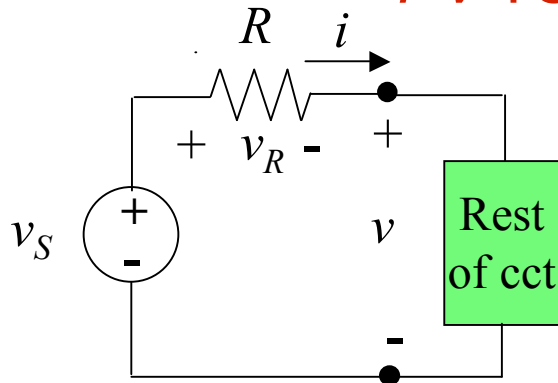 R i
+ v_R -
+
v_S + -
v
Rest
of cct
-